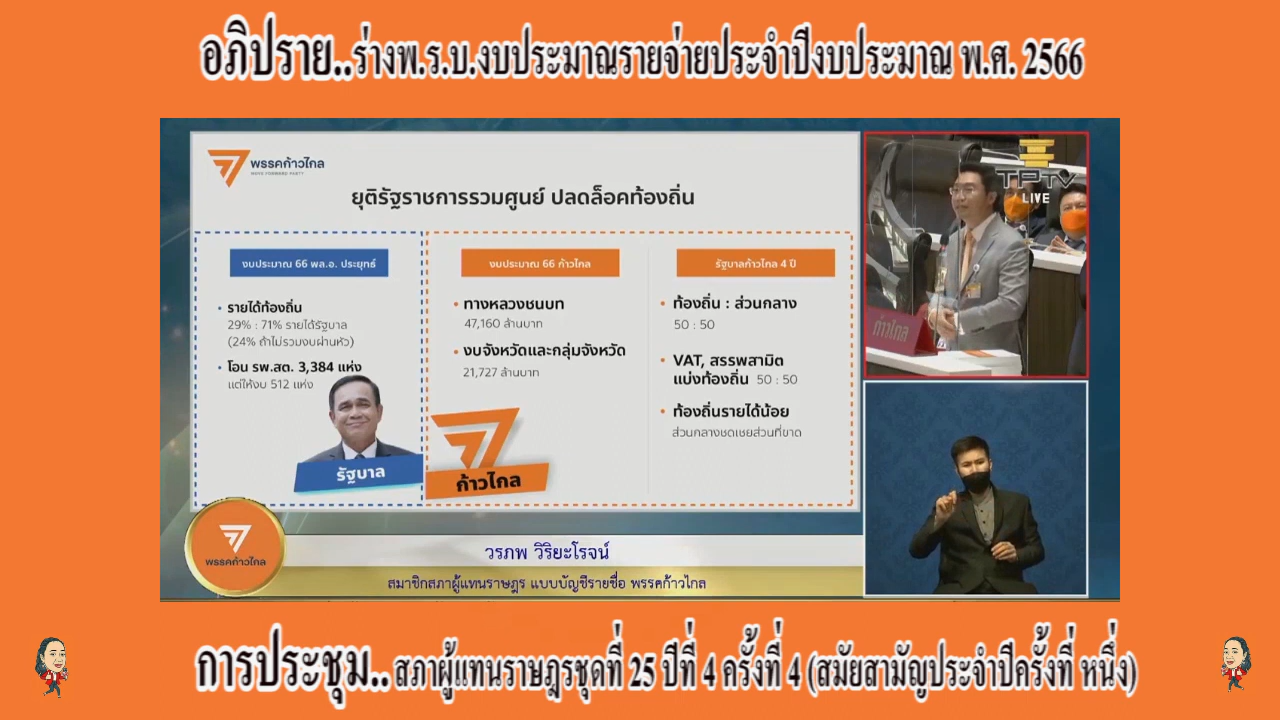 อภิปราย..ร่างพ.ร.บ.งบประมาณรายจ่ายประจำปีงบประมาณ พ.ศ. 2566
พรรคก้าวไกล
MOVE FORWARD PARTY
ยุติรัฐราชการรวมศูนย์ ปลดล็อคท้องถิ่น
งบประมาณ 66 พล.อ. ประยุทธ์
• รายได้ท้องถิ่น
29% : 71% รายได้รัฐบาล
(24% ถ้าไม่รวมงบผ่านหัว)
• โอน รพ.สต. 3,384 แห่ง
แต่ให้งบ 512 แห่ง
รัฐบาล
งบประมาณ 66 ก้าวไกล
• ทางหลวงชนบท
47,160 ล้านบาท
• งบจังหวัดและกลุ่มจังหวัด
21,727 ล้านบาท
ก้าวไกล
รัฐบาลก้าวไกล 4 ปี
• ท้องถิ่น : ส่วนกลาง
50 : 50
• VAT, สรรพสามิต
แบ่งท้องถิ่น 50 : 50
• ท้องถิ่นรายได้น้อย
ส่วนกลางชดเชยส่วนที่ขาด
TPTV
LIVE
ก้าวไกล
พรรคก้าวไกล
วรภพ วิริยะโรจน์
สมาชิกสภาผู้แทนราษฎร แบบบัญชีรายชื่อ พรรคก้าวไกล
การประชุม.. สภาผู้แทนราษฎรชุดที่ 25 ปีที่ 4 ครั้งที่ 4 (สมัยสามัญประจำปีครั้งที่ หนึ่ง)